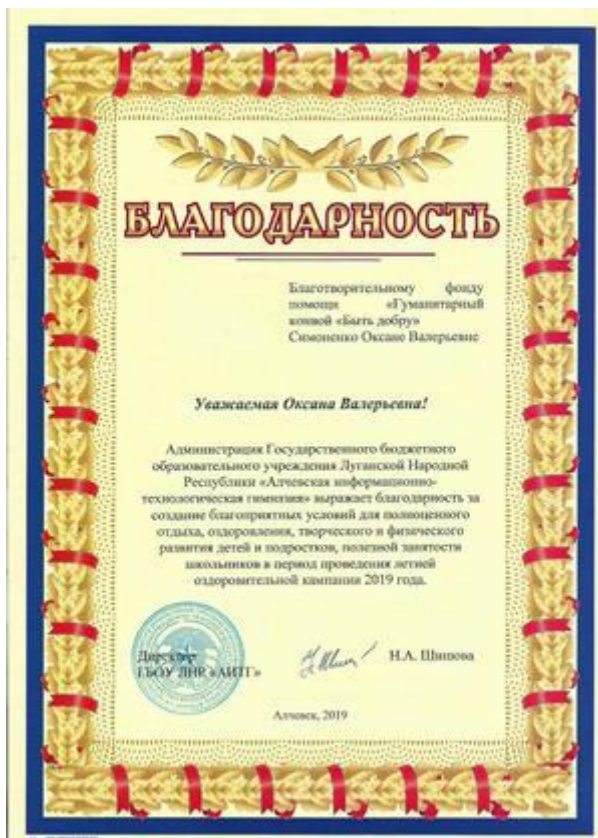 БЛАГОДАРНОСТЬ
Благотворительному фонду
помощи «Гуманитарный
конвой «Быть добру»
Симоненко Оксане Валерьевне
Уважаемая Оксана Валерьевна!
Администрация Государственного бюджетного
образовательного учреждения Луганской Народной
Республики «Алчевская информационно-
технологическая гимназия» выражает благодарность за
создание благоприятных условий для полноценного
отдыха, оздоровления, творческого и физического
развития детей и подростков, полезной занятости
школьников в период проведения летней
оздоровительной кампании 2019 года.
Директор
ГБОУ ЛНР «АИТГ»
Н.А. Шишова
Алчевск, 2019